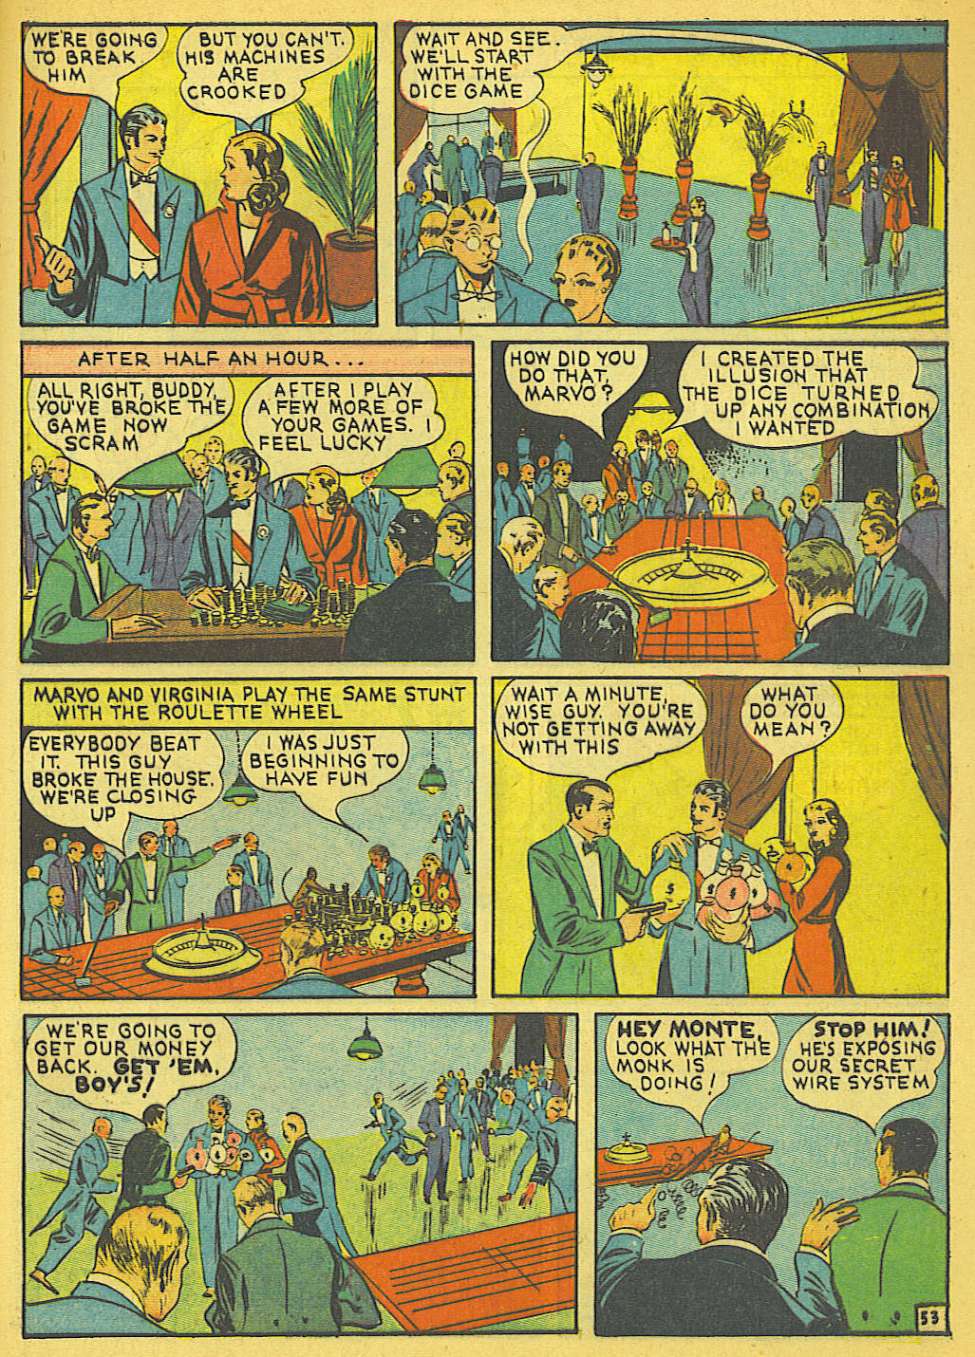 WE'RE GOING
TO BREAK
HIM
BUT YOU CAN'T.
HIS MACHINES
ARE
CROOKED
WAIT AND SEE.
WE'LL START
WITH THE
DICE GAME
AFTER HALF AN HOUR...
ALL RIGHT, BUDDY,
YOU'VE BROKE THE
GAME NOW
SCRAM
AFTER I PLAY
A FEW MORE OF
YOUR GAMES. I
FEEL LUCKY
HOW DID YOU
DO THAT,
MARVO?
I CREATED THE
ILLUSION THAT
THE DICE TURNED
UP ANY COMBINATION
I WANTED
MARVO AND VIRGINIA PLAY THE SAME STUNT
WITH THE ROULETTE WHEEL
EVERYBODY BEAT
IT. THIS GUY
BROKE THE HOUSE.
WE'RE CLOSING
UP
I WAS JUST
BEGINNING TO
HAVE FUN
WAIT A MINUTE,
WISE GUY. YOU'RE
NOT GETTING AWAY
WITH THIS
WHAT
DO YOU
MEAN?
$
$
$
WE'RE GOING TO
GET OUR MONEY
BACK. GET 'EM,
BOY'S!
HEY MONTE,
LOOK WHAT THE
MONK IS
DOING!
STOP HIM!
HE'S EXPOSING
OUR SECRET
WIRE SYSTEM
53